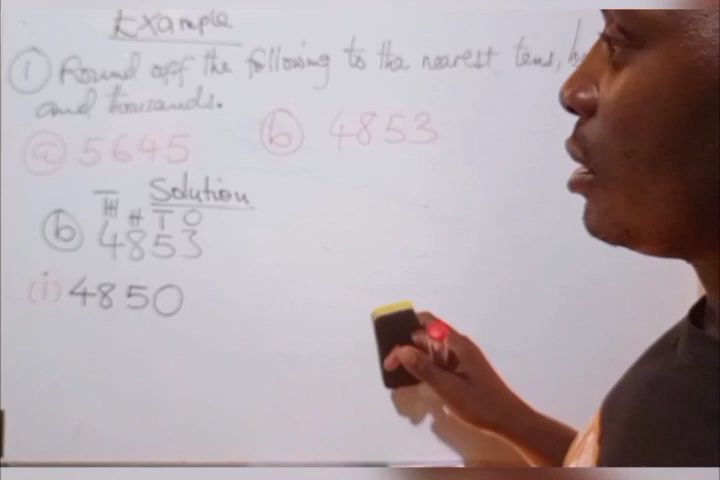 Example
① Round off the following to the nearest tens, h
and thousands.
ⓐ 5645 ⓑ 4853
Solution
TH H T O
ⓑ 4853
(i) 4850